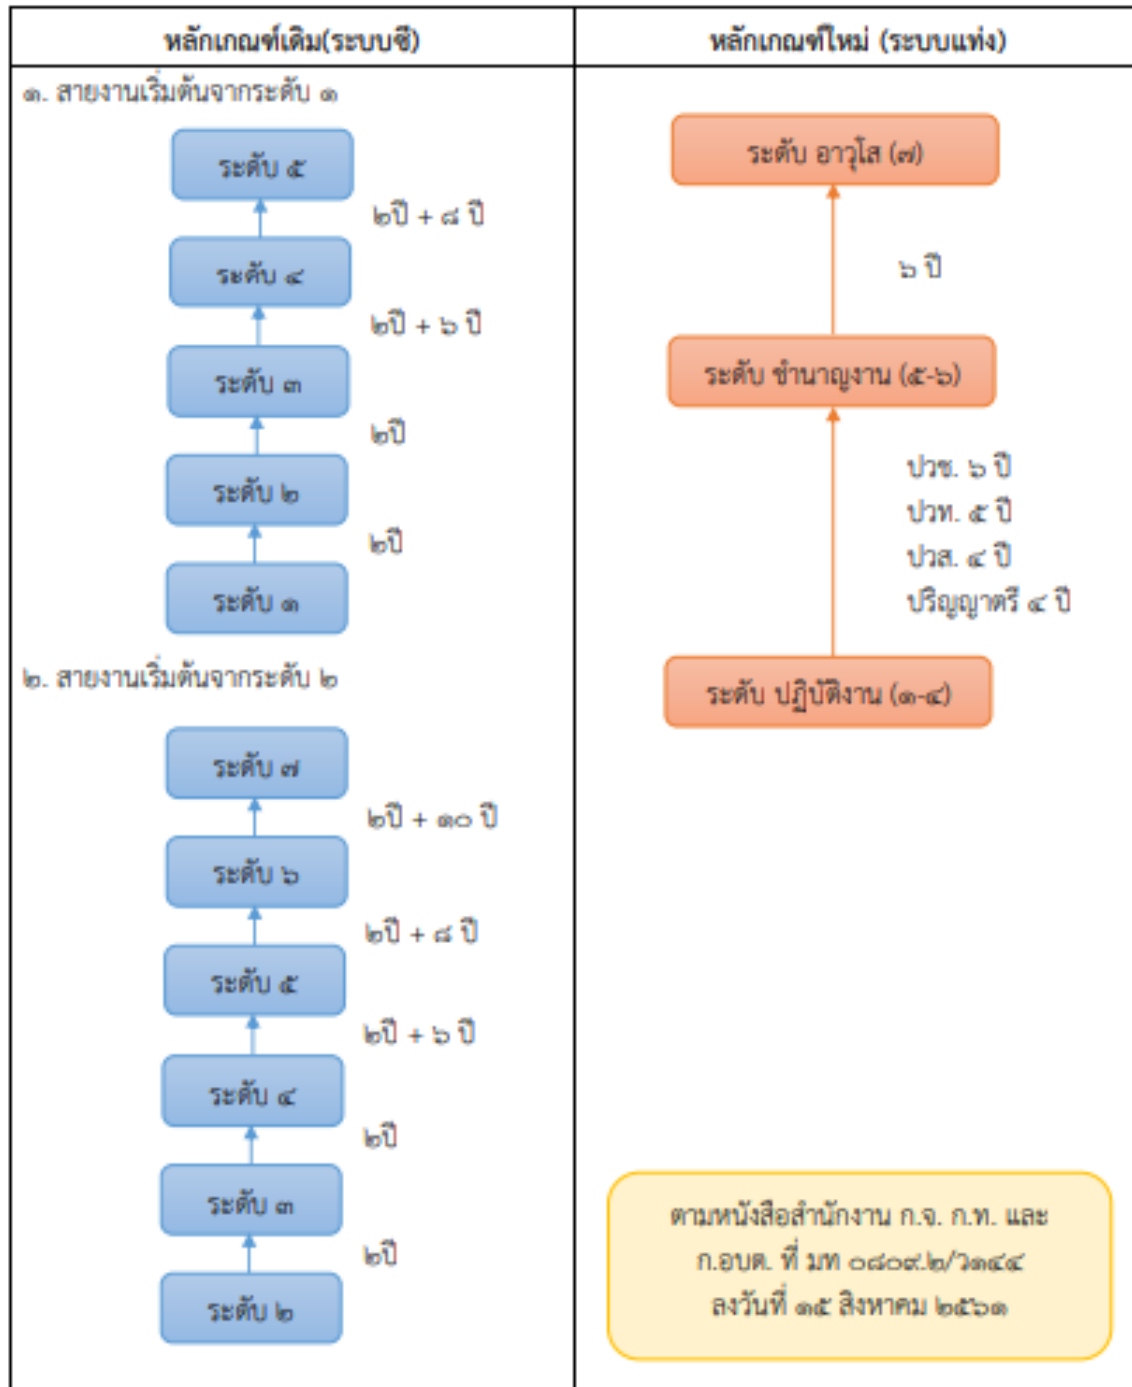 หลักเกณฑ์เดิม(ระบบซี)
๑. สายงานเริ่มต้นจากระดับ ๑
ระดับ ๕
๒ปี + ๘ ปี
ระดับ ๔
๒ปี + ๖ ปี
ระดับ ๓
๒ปี
ระดับ ๒
๒ปี
ระดับ ๑
๒. สายงานเริ่มต้นจากระดับ ๒
ระดับ ๗
๒ปี + ๑๐ ปี
ระดับ ๖
๒ปี + ๘ ปี
ระดับ ๕
๒ปี + ๖ ปี
ระดับ ๔
๒ปี
ระดับ ๓
๒ปี
ระดับ ๒
หลักเกณฑ์ใหม่ (ระบบแท่ง)
ระดับ อาวุโส (๗)
๖ ปี
ระดับ ชำนาญงาน (๕-๖)
ปวช. ๖ ปี
ปวท. ๕ ปี
ปวส. ๔ ปี
ปริญญาตรี ๔ ปี
ระดับ ปฏิบัติงาน (๑-๔)
ตามหนังสือสำนักงาน ก.จ. ก.ท. และ
ก.อบต. ที่ มท ๐๘๐๙.๒/ว๑๔๔
ลงวันที่ ๑๕ สิงหาคม ๒๕๖๑